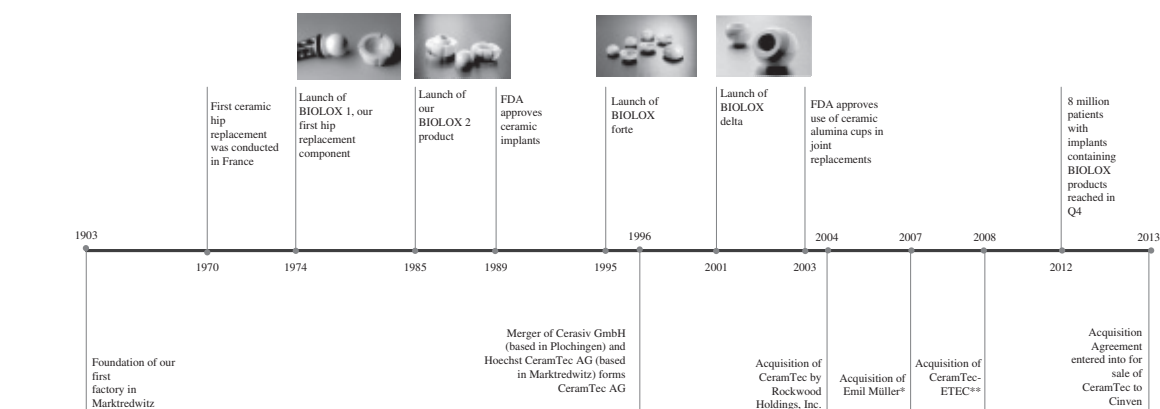 First ceramic
hip
replacement
was conducted
in France
Launch of
BIOLOX 1, our
first hip
replacement
component
Launch of
our
BIOLOX 2
product
FDA
approves
ceramic
implants
Launch of
BIOLOX
forte
Launch of
BIOLOX
delta
FDA approves
use of ceramic
alumina cups in
joint
replacements
8 million
patients
with
implants
containing
BIOLOX
products
reached in
Q4
1903
1996
2004
2007
2008
2013
1970
1974
1985
1989
1995
2001
2003
2012
Foundation of our
first
factory in
Marktredwitz
Merger of Cerasiv GmbH
(based in Plochingen) and
Hoechst CeramTec AG (based
in Marktredwitz) forms
CeramTec AG
Acquisition of
CeramTec by
Rockwood
Holdings, Inc.
Acquisition of
Emil Müller*
Acquisition of
CeramTec-
ETEC**
Acquisition
Agreement
entered into for
sale of
CeramTec to
Cinven